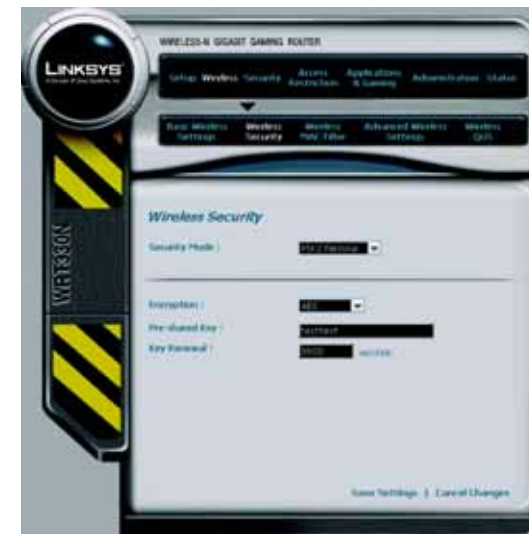 WIRELESS-N GIGABIT GAMING ROUTER
LINKSYS
Setup Wireless Security Access Restriction Applications & Gaming Administration Status
Basic Wireless Settings Wireless Security Wireless MAC Filter Advanced Wireless Settings Wireless QOS
WRT330N
Wireless Security
Security Mode :
Encryption : AES
Pre-shared Key :
Key Renewal : 3600 seconds
Save Settings | Cancel Changes